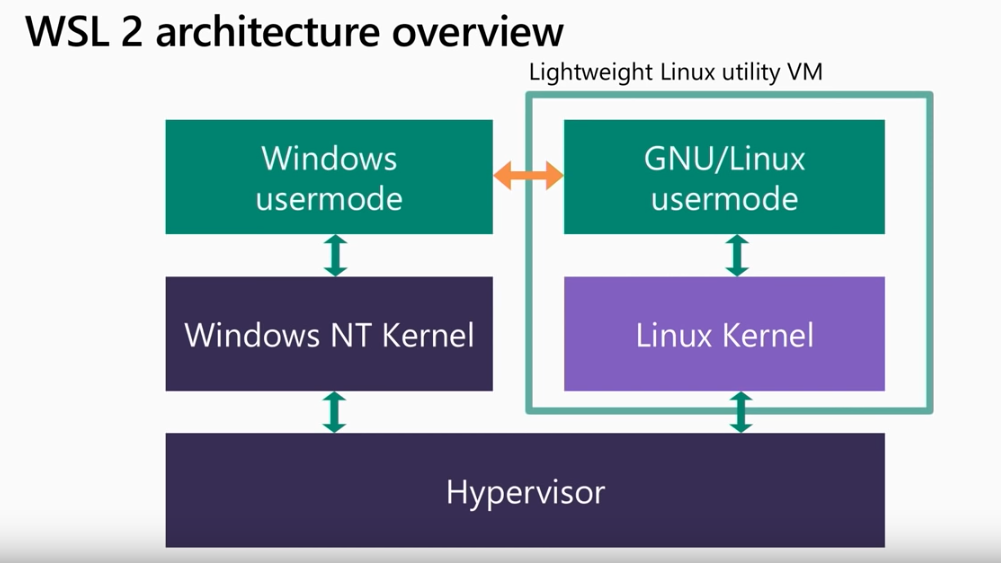 WSL 2 architecture overview
Lightweight Linux utility VM
Windows
usermode
GNU/Linux
usermode
Windows NT Kernel
Linux Kernel
Hypervisor